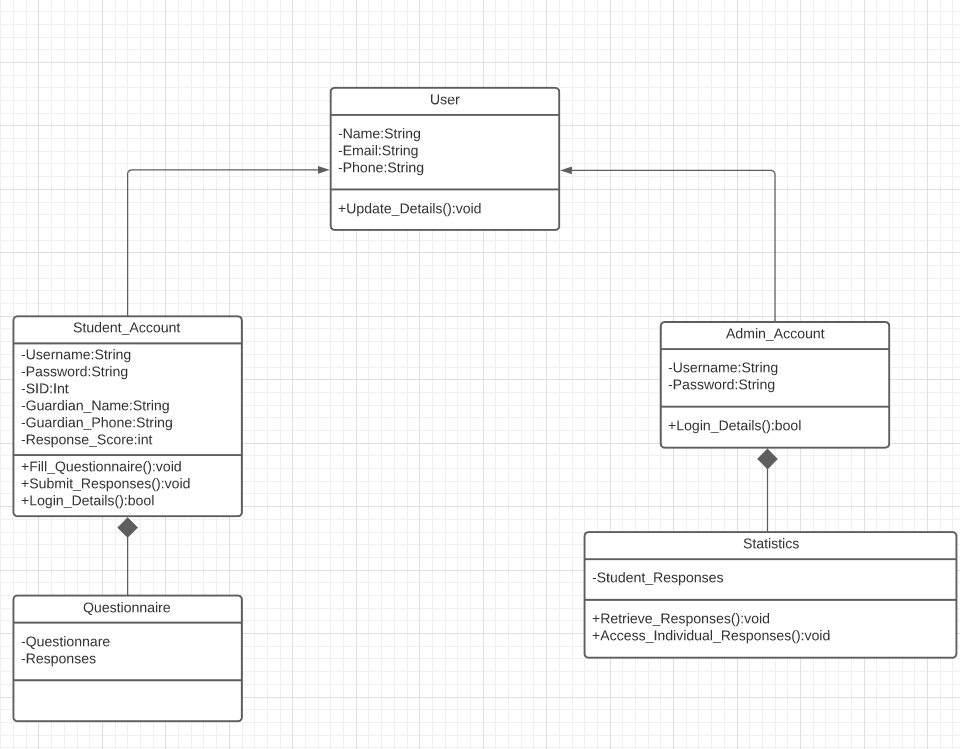 User
-Name:String
-Email:String
-Phone:String
+Update_Details():void
Student_Account
-Username:String
-Password:String
-SID:Int
-Guardian_Name:String
-Guardian_Phone:String
-Response_Score:int
+Fill_Questionnaire():void
+Submit_Responses():void
+Login_Details():bool
Admin_Account
-Username:String
-Password:String
+Login_Details():bool
Questionnaire
-Questionnare
-Responses
Statistics
-Student_Responses
+Retrieve_Responses():void
+Access_Individual_Responses():void